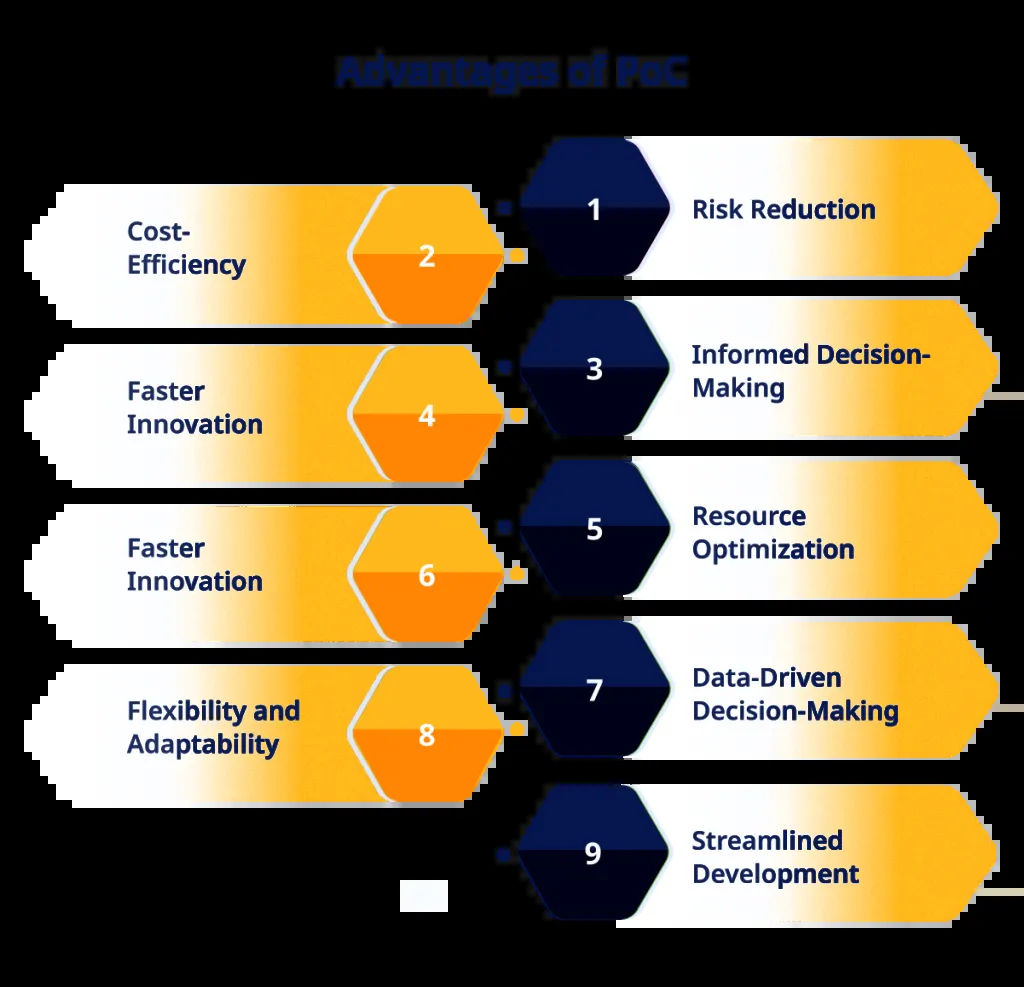 Advantages of PoC
1
Risk Reduction
2
Cost-
Efficiency
3
Informed Decision-
Making
4
Faster
Innovation
5
Resource
Optimization
6
Faster
Innovation
7
Data-Driven
Decision-Making
8
Flexibility and
Adaptability
9
Streamlined
Development